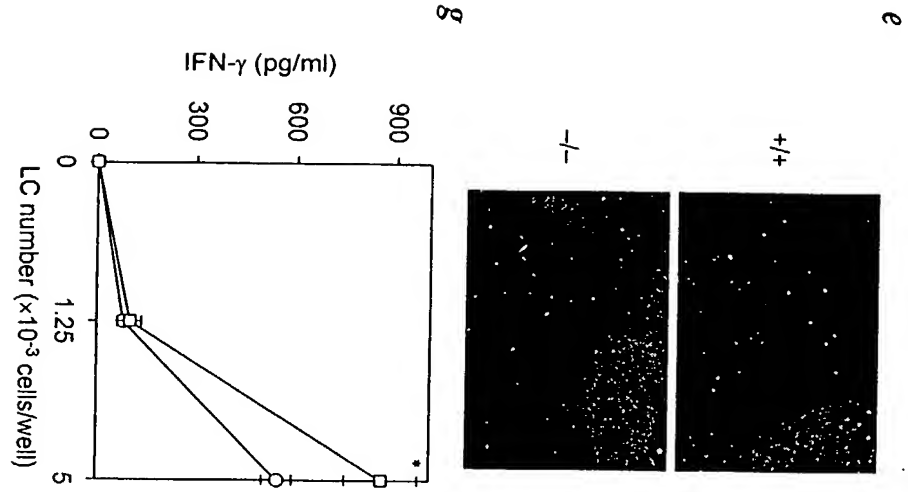 e
+/+
-/-
g
IFN-γ (pg/ml)
900
600
300
0
*
0
1.25
5
LC number (×10-3 cells/well)